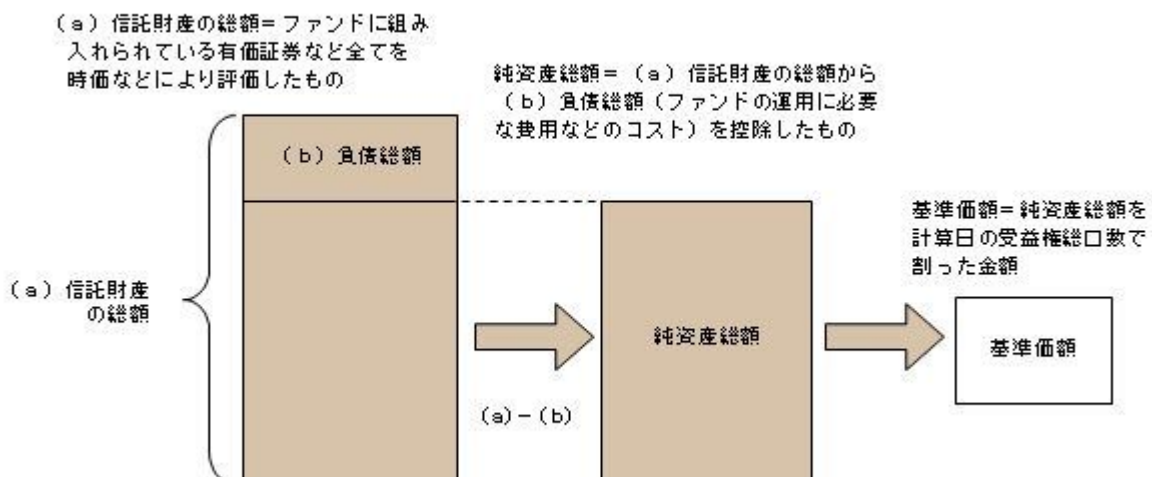 （a）信託財産の総額＝ファンドに組み
入れられている有価証券など全てを
時価などにより評価したもの
純資産総額＝（a）信託財産の総額から
（b）負債総額（ファンドの運用に必要
な費用などのコスト）を控除したもの
（b）負債総額
基準価額＝純資産総額を
計算日の受益権総口数で
割った金額
（a）信託財産
の総額
純資産総額
基準価額
（a）－（b）